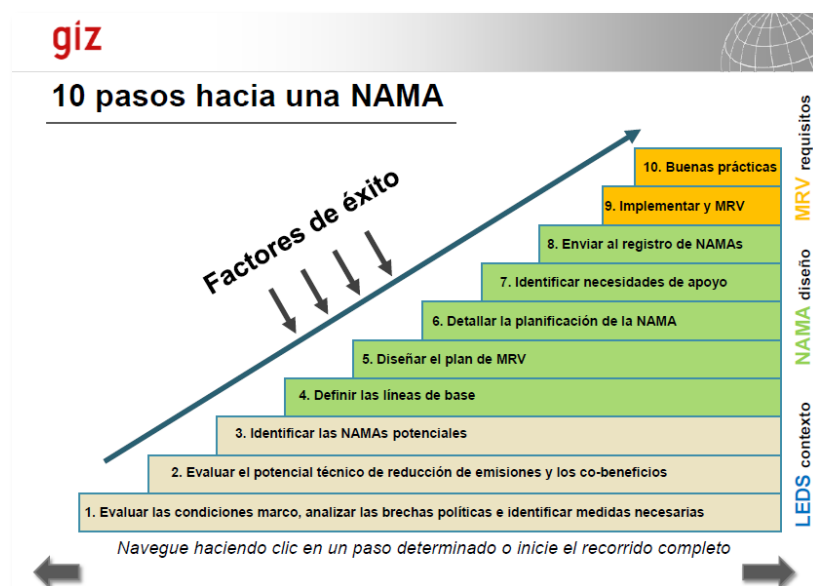 giz
10 pasos hacia una NAMA
Factores de éxito
10. Buenas prácticas
9. Implementar y MRV
8. Enviar al registro de NAMAs
7. Identificar necesidades de apoyo
6. Detallar la planificación de la NAMA
5. Diseñar el plan de MRV
4. Definir las líneas de base
3. Identificar las NAMAs potenciales
2. Evaluar el potencial técnico de reducción de emisiones y los co-beneficios
1. Evaluar las condiciones marco, analizar las brechas políticas e identificar medidas necesarias
MRV requisitos
NAMA diseño
LEDS contexto
Navegue haciendo clic en un paso determinado o inicie el recorrido completo